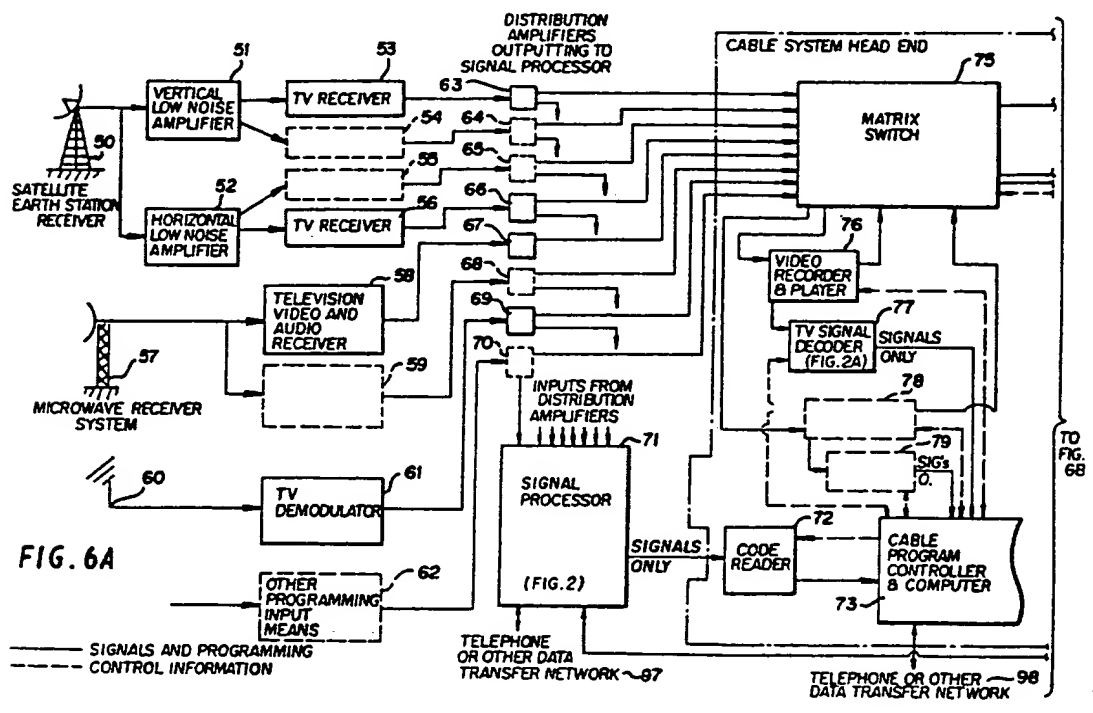 DISTRIBUTION
AMPLIFIERS
OUTPUTTING TO
SIGNAL PROCESSOR
CABLE SYSTEM HEAD END
51
VERTICAL
LOW NOISE
AMPLIFIER
53
TV RECEIVER
63
75
MATRIX
SWITCH
54
64
50
SATELLITE
EARTH STATION
RECEIVER
55
65
52
HORIZONTAL
LOW NOISE
AMPLIFIER
56
TV RECEIVER
66
67
58
TELEVISION
VIDEO AND
AUDIO
RECEIVER
68
69
70
76
VIDEO
RECORDER
& PLAYER
77
TV SIGNAL
DECODER
(FIG.2A)
SIGNALS
ONLY
57
MICROWAVE RECEIVER
SYSTEM
59
INPUTS FROM
DISTRIBUTION
AMPLIFIERS
78
79
SIG's
O.
TO
FIG.
6B
60
61
TV
DEMODULATOR
71
SIGNAL
PROCESSOR
(FIG.2)
SIGNALS
ONLY
72
CODE
READER
CABLE
PROGRAM
CONTROLLER
& COMPUTER
73
FIG. 6A
62
OTHER
PROGRAMMING
INPUT
MEANS
SIGNALS AND PROGRAMMING
CONTROL INFORMATION
TELEPHONE
OR OTHER DATA
TRANSFER NETWORK 97
TELEPHONE OR OTHER 98
DATA TRANSFER NETWORK